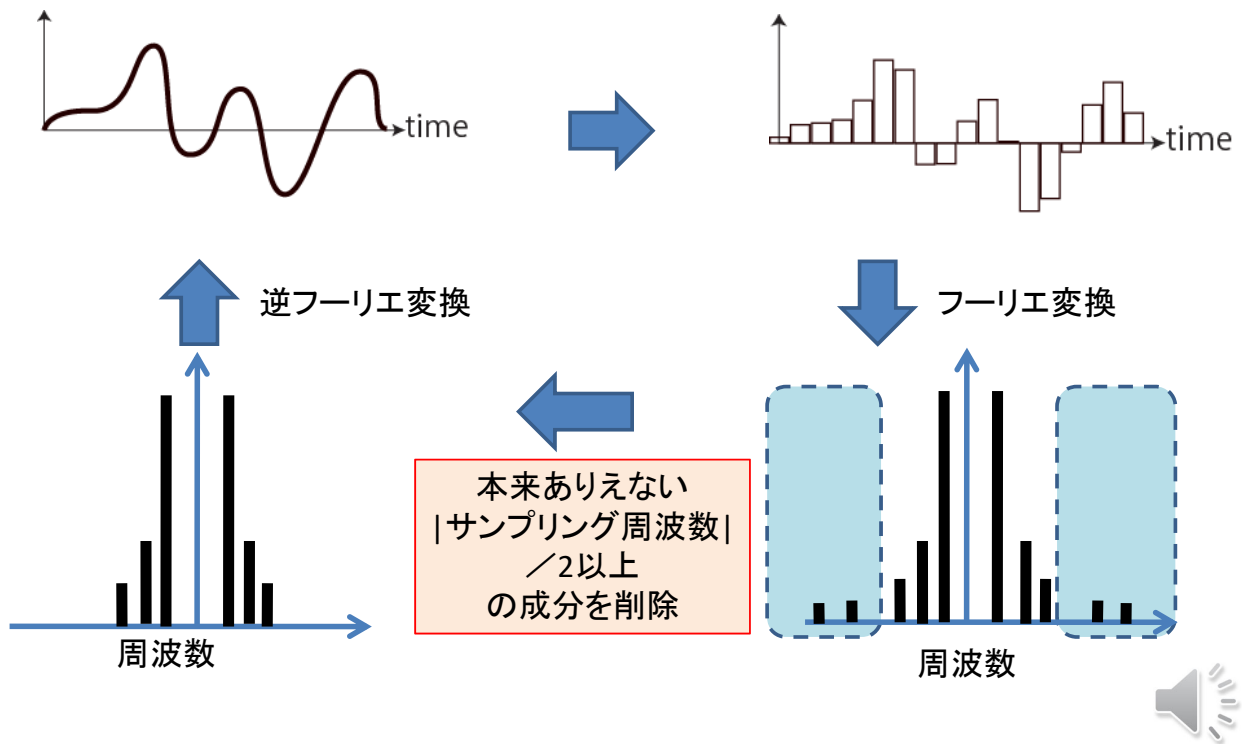 time
time
逆フーリエ変換
フーリエ変換
本来ありえない
|サンプリング周波数|
／2以上
の成分を削除
周波数
周波数